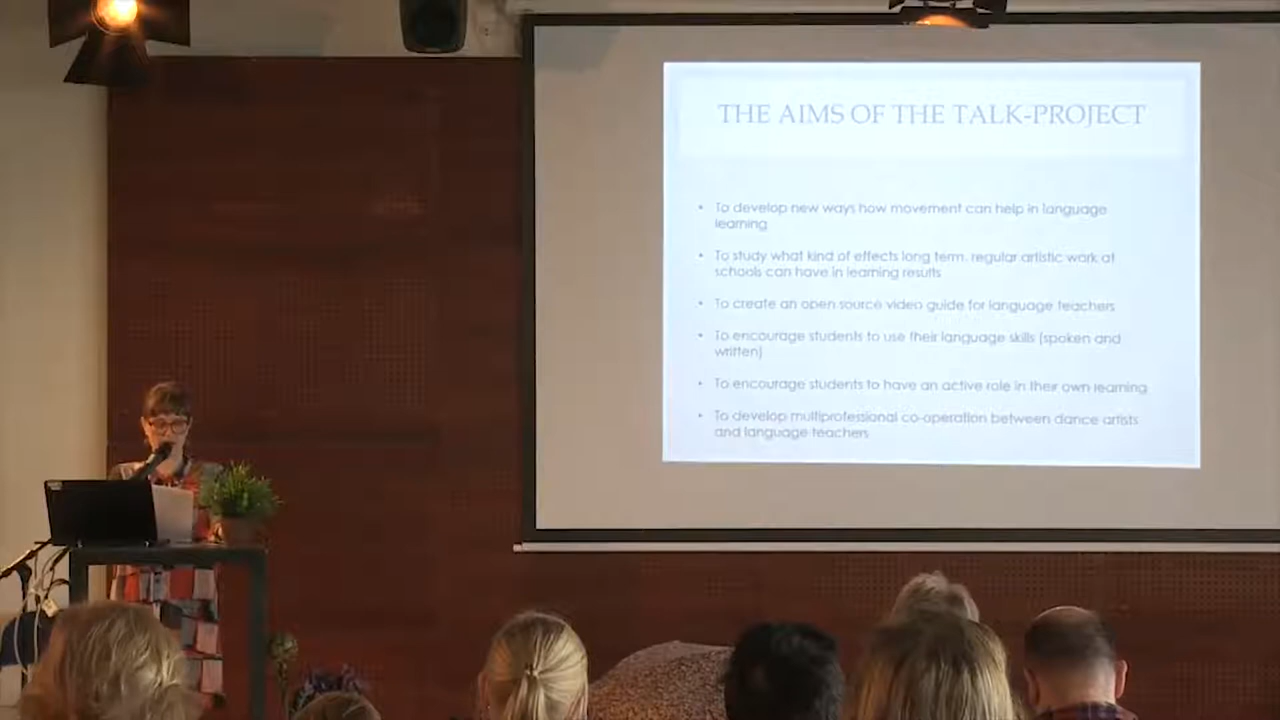 THE AIMS OF THE TALK-PROJECT
• To develop new ways how movement can help in language
learning
• To study what kind of effects long term, regular artistic work at
schools can have in learning results
• To create an open source video guide for language teachers
• To encourage students to use their language skills (spoken and
written)
• To encourage students to have an active role in their own learning
• To develop multiprofessional co-operation between dance artists
and language teachers